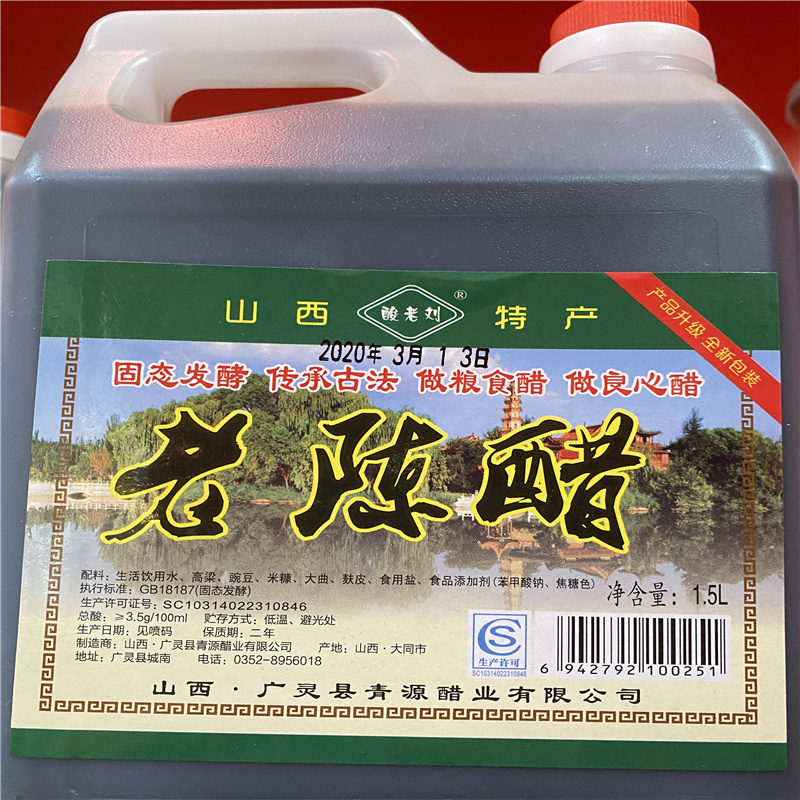 山西 酸老刘® 特产
产品升级 全新包装
2020年 3月 1 3日
固态发酵 传承古法 做粮食醋 做良心醋
老陈醋
配料：生活饮用水、高粱、豌豆、米糠、大曲、麸皮、食用盐、食品添加剂(苯甲酸钠、焦糖色)
执行标准：GB18187(固态发酵)
净含量：1.5L
生产许可证号：SC10314022310846
总酸：≥3.5g/100ml 贮存方式：低温、避光处
生产日期：见喷码 保质期：二年
制造商：山西·广灵县青源醋业有限公司 产地：山西·大同市
地址：广灵县城南 电话：0352-8956018
生产许可
SC10314022310846
6 942792 100251
山西·广灵县青源醋业有限公司